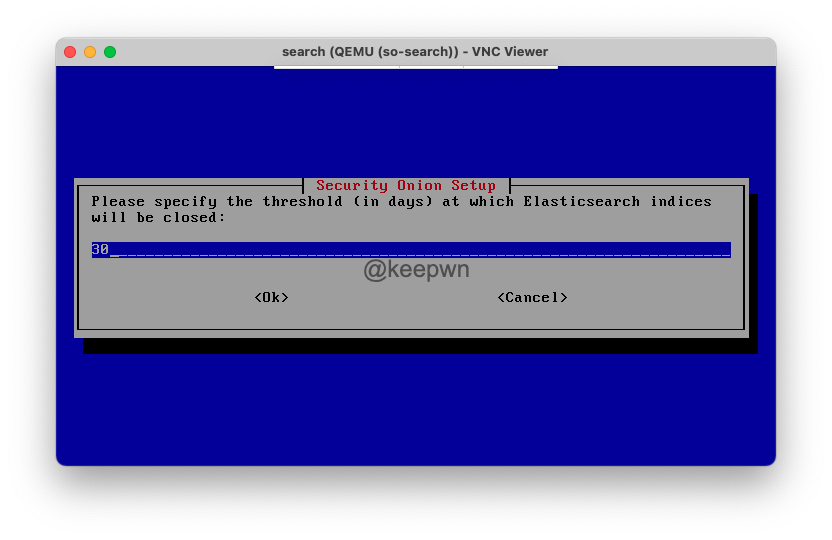 search (QEMU (so-search)) - VNC Viewer
Security Onion Setup
Please specify the threshold (in days) at which Elasticsearch indices
will be closed:
30
@keepwn
<Ok> <Cancel>